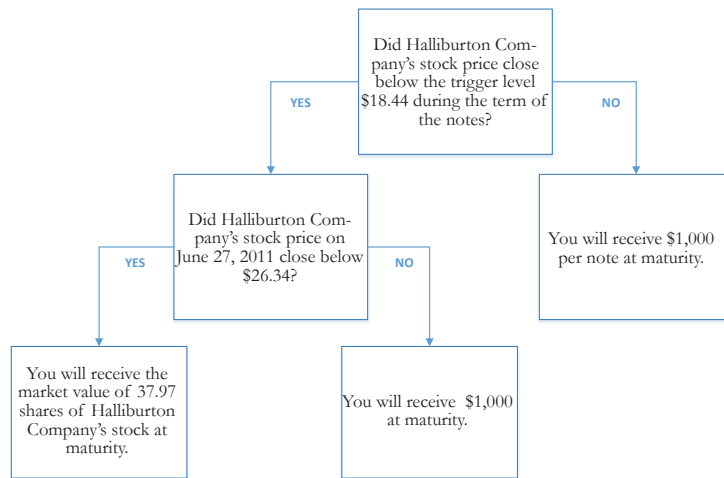 Did Halliburton Com-
pany's stock price close
below the trigger level
$18.44 during the term of
the notes?
YES
NO
Did Halliburton Com-
pany's stock price on
June 27, 2011 close below
$26.34?
You will receive $1,000
per note at maturity.
YES
NO
You will receive the
market value of 37.97
shares of Halliburton
Company's stock at
maturity.
You will receive $1,000
at maturity.